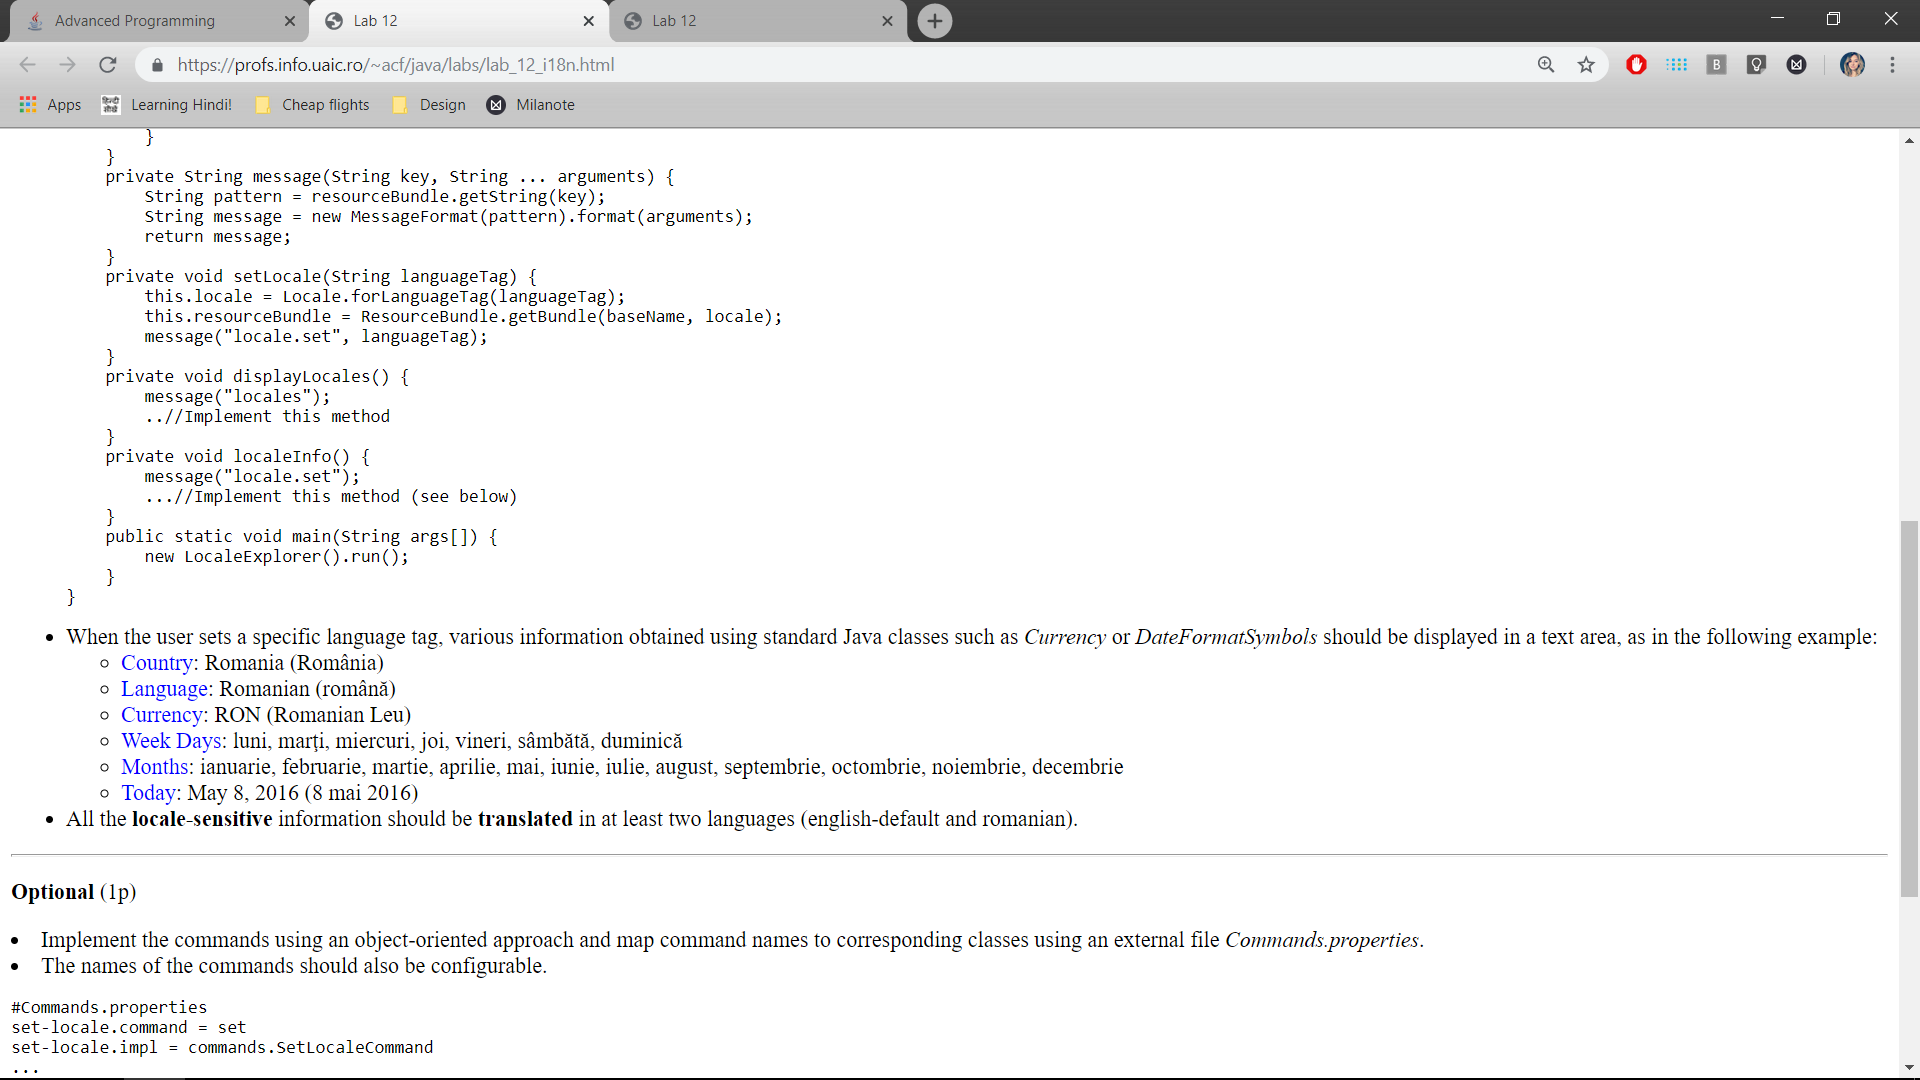 Advanced Programming
Lab 12
Lab 12
https://profs.info.uaic.ro/~acf/java/labs/lab_12_i18n.html
B
Apps
Learning Hindi!
Cheap flights
Design
Milanote
}
}
private String message(String key, String ... arguments) {
String pattern = resourceBundle.getString(key);
String message = new MessageFormat(pattern).format(arguments);
return message;
}
private void setLocale(String languageTag) {
this.locale = Locale.forLanguageTag(languageTag);
this.resourceBundle = ResourceBundle.getBundle(baseName, locale);
message("locale.set", languageTag);
}
private void displayLocales() {
message("locales");
..//Implement this method
}
private void localeInfo() {
message("locale.set");
...//Implement this method (see below)
}
public static void main(String args[]) {
new LocaleExplorer().run();
}
}
• When the user sets a specific language tag, various information obtained using standard Java classes such as Currency or DateFormatSymbols should be displayed in a text area, as in the following example:
◦ Country: Romania (România)
◦ Language: Romanian (română)
◦ Currency: RON (Romanian Leu)
◦ Week Days: luni, marţi, miercuri, joi, vineri, sâmbătă, duminică
◦ Months: ianuarie, februarie, martie, aprilie, mai, iunie, iulie, august, septembrie, octombrie, noiembrie, decembrie
◦ Today: May 8, 2016 (8 mai 2016)
• All the locale-sensitive information should be translated in at least two languages (english-default and romanian).
Optional (1p)
• Implement the commands using an object-oriented approach and map command names to corresponding classes using an external file Commands.properties.
• The names of the commands should also be configurable.
#Commands.properties
set-locale.command = set
set-locale.impl = commands.SetLocaleCommand
...